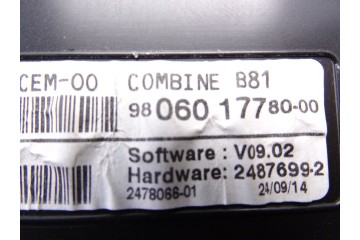 CEM-00 COMBINE B81
98 060 177 80-00
Software : V09.02
Hardware: 2487699-2
2478066-01 24/09/14